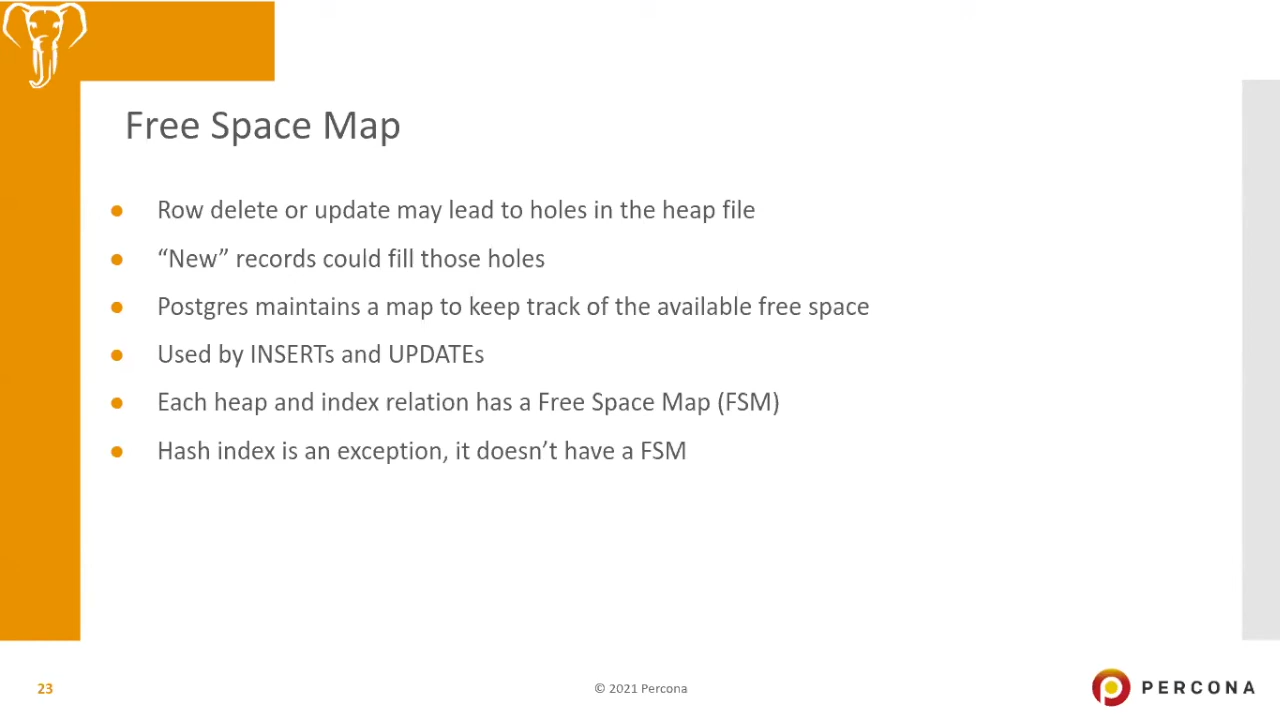 Free Space Map
● Row delete or update may lead to holes in the heap file
● “New” records could fill those holes
● Postgres maintains a map to keep track of the available free space
● Used by INSERTs and UPDATEs
● Each heap and index relation has a Free Space Map (FSM)
● Hash index is an exception, it doesn’t have a FSM
23
© 2021 Percona
PERCONA